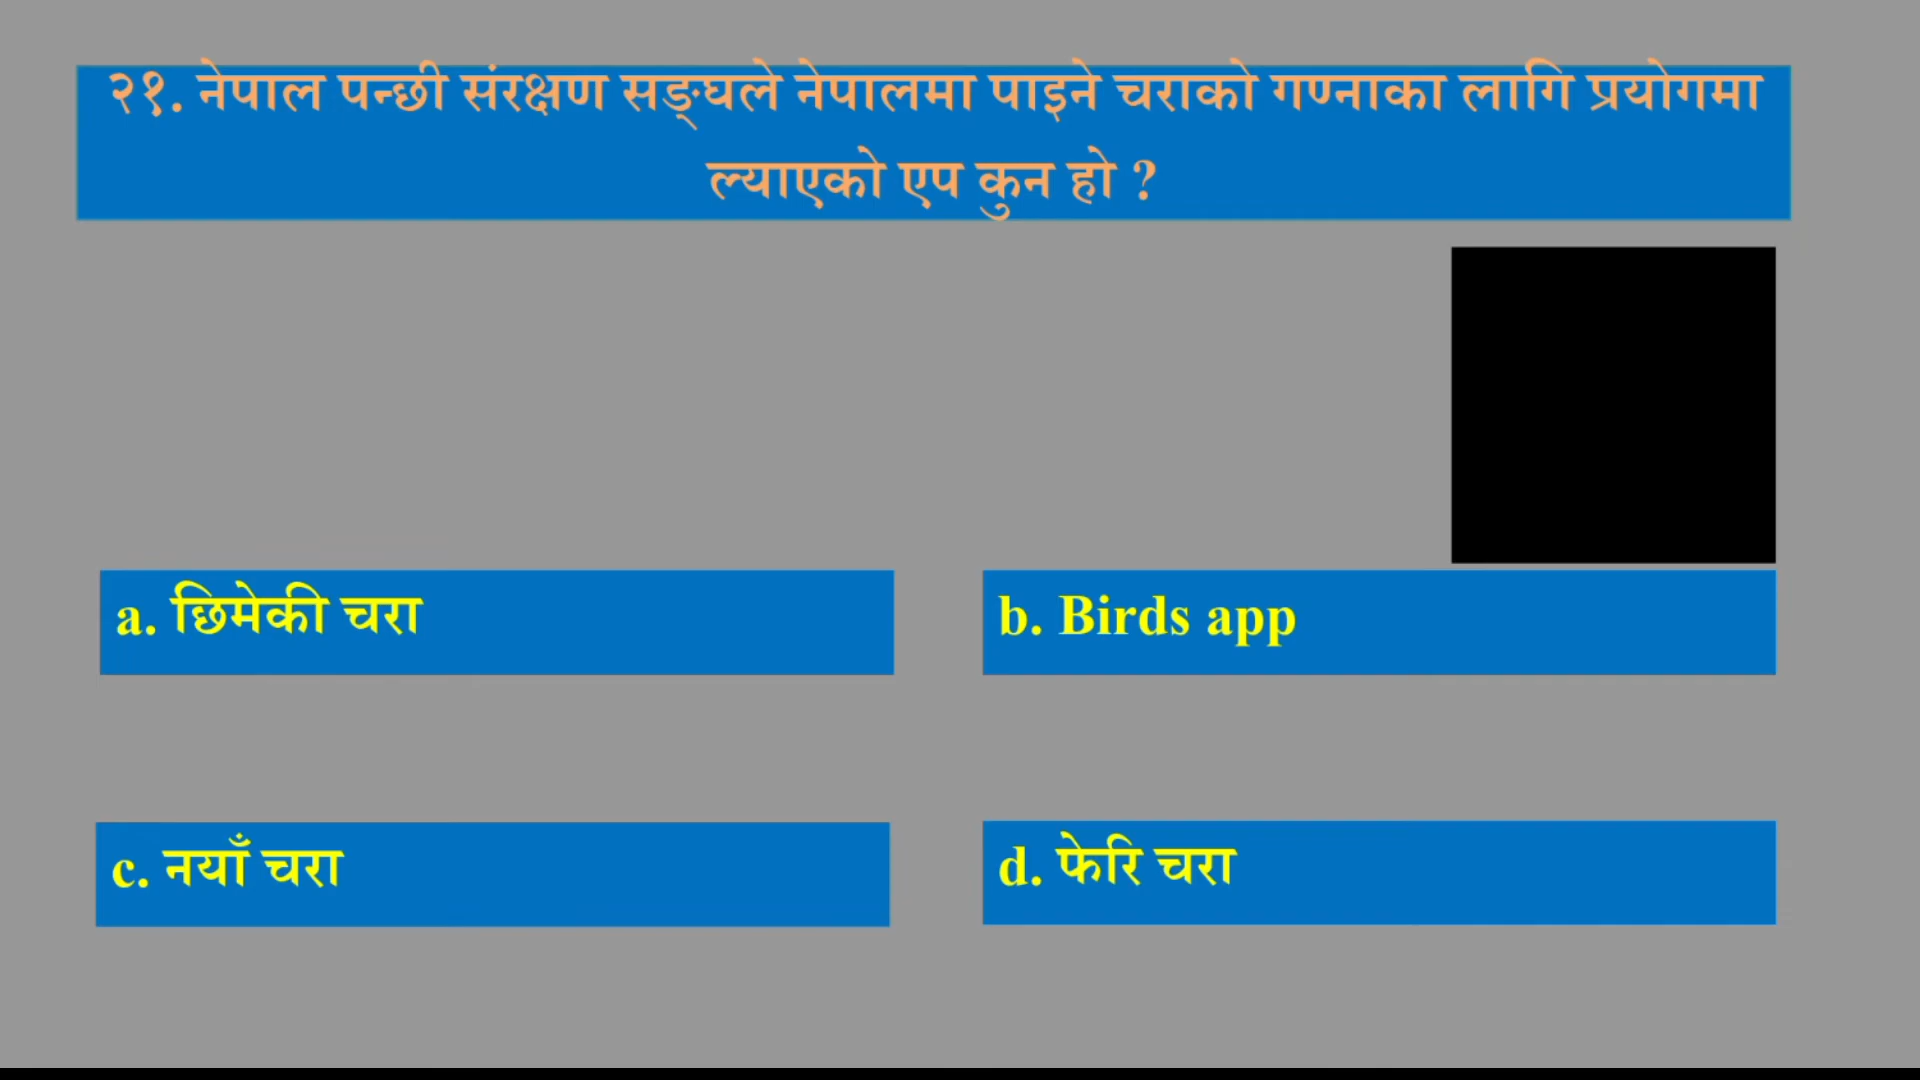 २१. नेपाल पन्छी संरक्षण सङ्घले नेपालमा पाइने चराको गण्नाका लागि प्रयोगमा
ल्याएको एप कुन हो ?
a. छिमेकी चरा
b. Birds app
c. नयाँ चरा
d. फेरि चरा